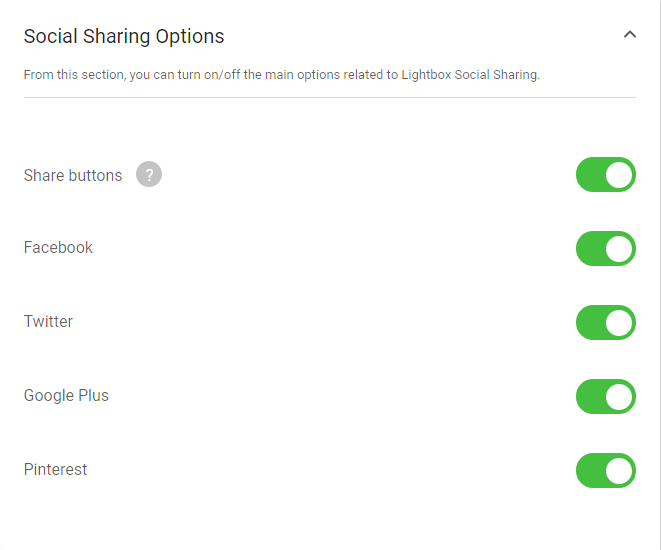 Social Sharing Options
From this section, you can turn on/off the main options related to Lightbox Social Sharing.
Share buttons ?
Facebook
Twitter
Google Plus
Pinterest